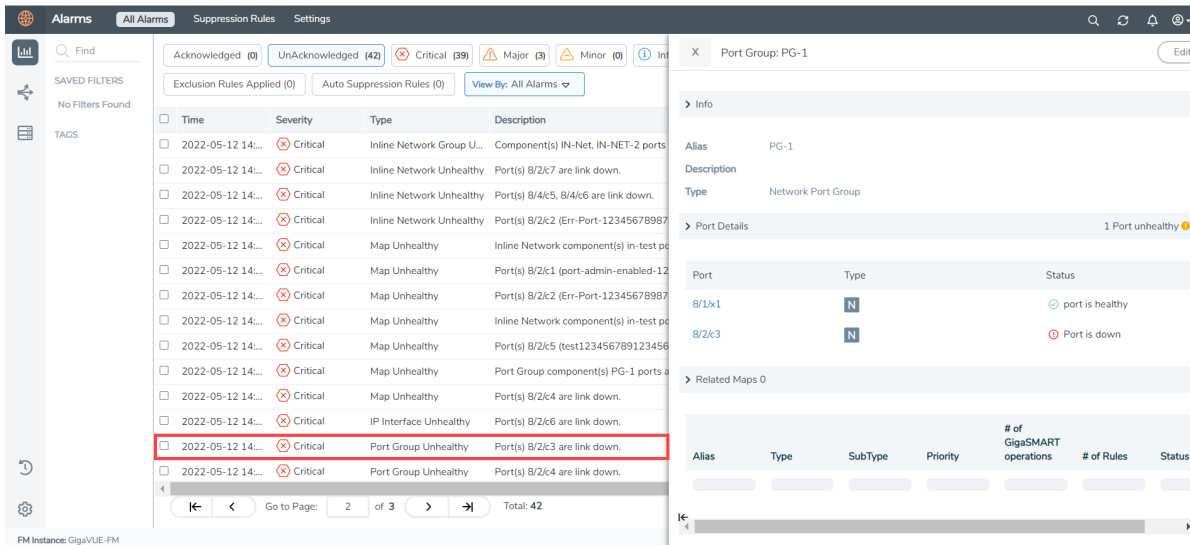 Alarms All Alarms Suppression Rules Settings
Find
SAVED FILTERS
No Filters Found
TAGS
Acknowledged (0) UnAcknowledged (42) Critical (39) Major (3) Minor (0) Inf
Exclusion Rules Applied (0) Auto Suppression Rules (0) View By: All Alarms
Time Severity Type Description
2022-05-12 14:... Critical Inline Network Group U... Component(s) IN-Net, IN-NET-2 ports
2022-05-12 14:... Critical Inline Network Unhealthy Port(s) 8/2/c7 are link down.
2022-05-12 14:... Critical Inline Network Unhealthy Port(s) 8/4/c5, 8/4/c6 are link down.
2022-05-12 14:... Critical Inline Network Unhealthy Port(s) 8/2/c2 (Err-Port-12345678987
2022-05-12 14:... Critical Map Unhealthy Inline Network component(s) in-test po
2022-05-12 14:... Critical Map Unhealthy Port(s) 8/2/c1 (port-admin-enabled-12
2022-05-12 14:... Critical Map Unhealthy Port(s) 8/2/c2 (Err-Port-12345678987
2022-05-12 14:... Critical Map Unhealthy Inline Network component(s) in-test po
2022-05-12 14:... Critical Map Unhealthy Port(s) 8/2/c5 (test123456789123456
2022-05-12 14:... Critical Map Unhealthy Port Group component(s) PG-1 ports a
2022-05-12 14:... Critical Map Unhealthy Port(s) 8/2/c4 are link down.
2022-05-12 14:... Critical IP Interface Unhealthy Port(s) 8/2/c6 are link down.
2022-05-12 14:... Critical Port Group Unhealthy Port(s) 8/2/c3 are link down.
2022-05-12 14:... Critical Port Group Unhealthy Port(s) 8/2/c4 are link down.
Go to Page: 2 of 3 Total: 42
FM Instance: GigaVUE-FM
X Port Group: PG-1 Edit
Info
Alias PG-1
Description
Type Network Port Group
Port Details 1 Port unhealthy
Port Type Status
8/1/x1 N port is healthy
8/2/c3 N Port is down
Related Maps 0
Alias Type SubType Priority # of GigaSMART operations # of Rules Status